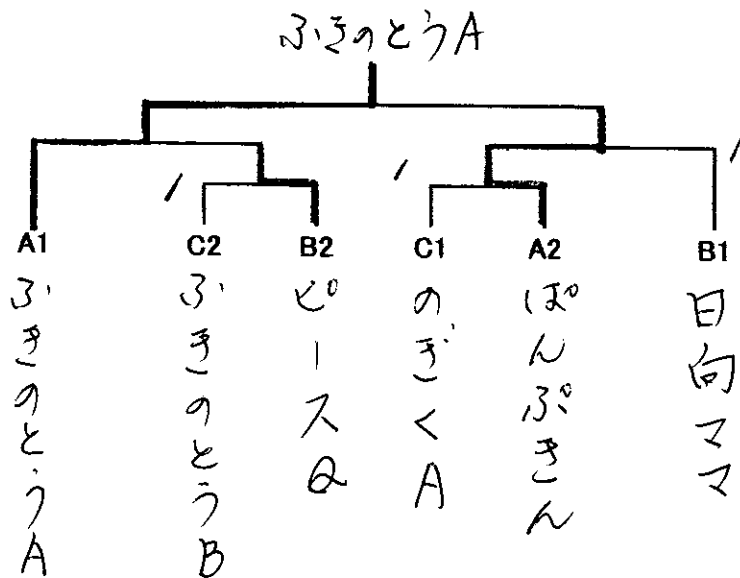 ふきのとうA
/
/
/
A1
C2
B2
C1
A2
B1
ふきのとうA
ふきのとうB
ピースQ
のぎくA
ぱんぷきん
日向ママ